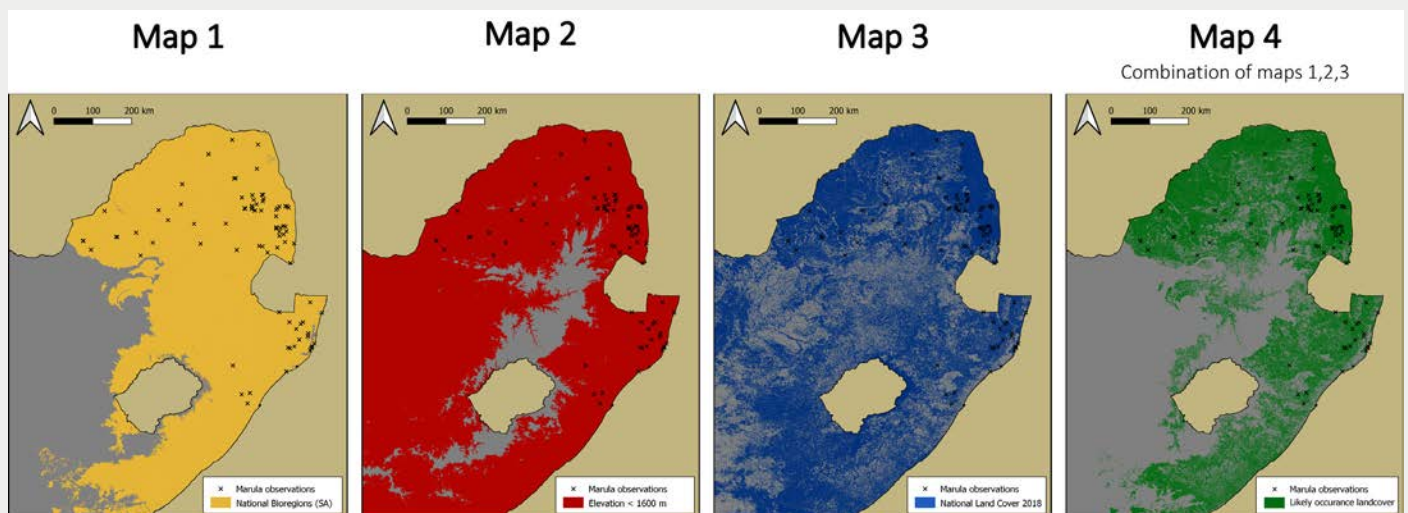 Map 1
Map 2
Map 3
Map 4
Combination of maps 1,2,3
0 100 200 km
0 100 200 km
0 100 200 km
0 100 200 km
Marula observations
National Bioregions (SA)
Marula observations
Elevation < 1600 m
Marula observations
National Land Cover 2018
Marula observations
Likely occurance landcover